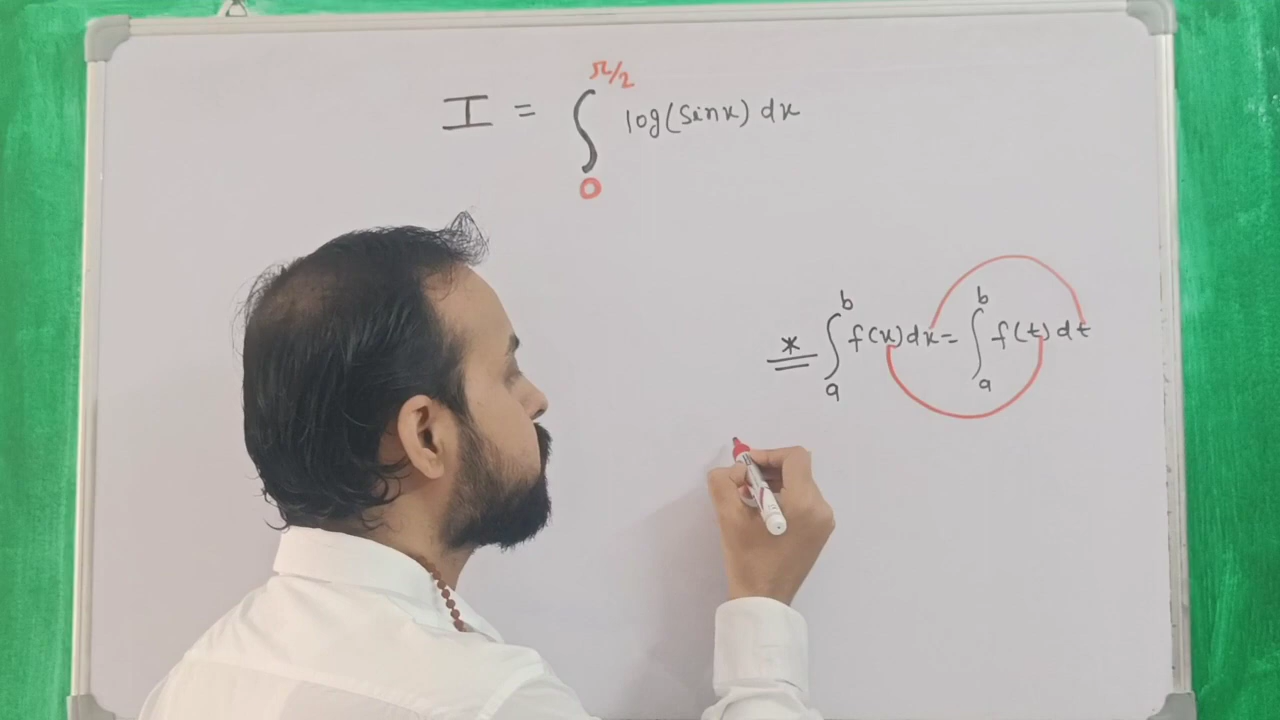 I = ∫₀^π/2 log(sinx) dx
* ∫ₐᵇ f(x)dx = ∫ₐᵇ f(t)dt